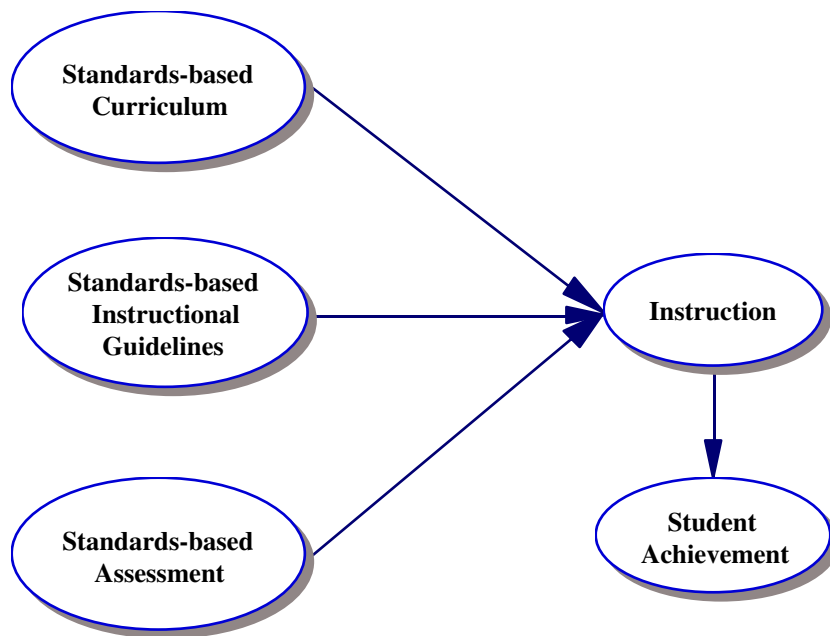 Standards-based
Curriculum
Standards-based
Instructional
Guidelines
Instruction
Standards-based
Assessment
Student
Achievement